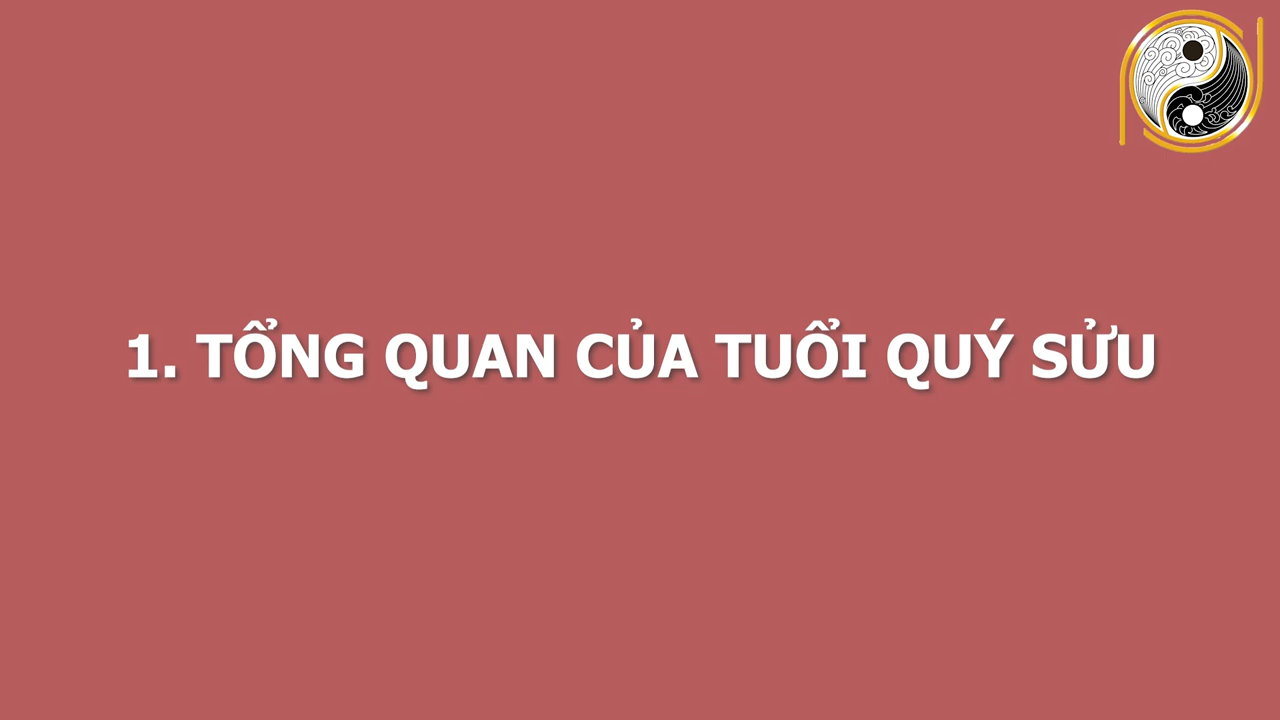 1. TỔNG QUAN CỦA TUỔI QUÝ SỬU